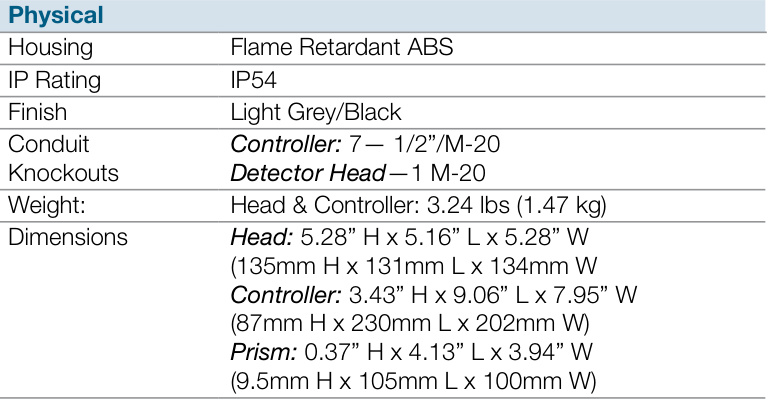 Physical
Housing Flame Retardant ABS
IP Rating IP54
Finish Light Grey/Black
Conduit Controller: 7— 1/2”/M-20
Knockouts Detector Head—1 M-20
Weight: Head & Controller: 3.24 lbs (1.47 kg)
Dimensions Head: 5.28” H x 5.16” L x 5.28” W
(135mm H x 131mm L x 134mm W
Controller: 3.43” H x 9.06” L x 7.95” W
(87mm H x 230mm L x 202mm W)
Prism: 0.37” H x 4.13” L x 3.94” W
(9.5mm H x 105mm L x 100mm W)